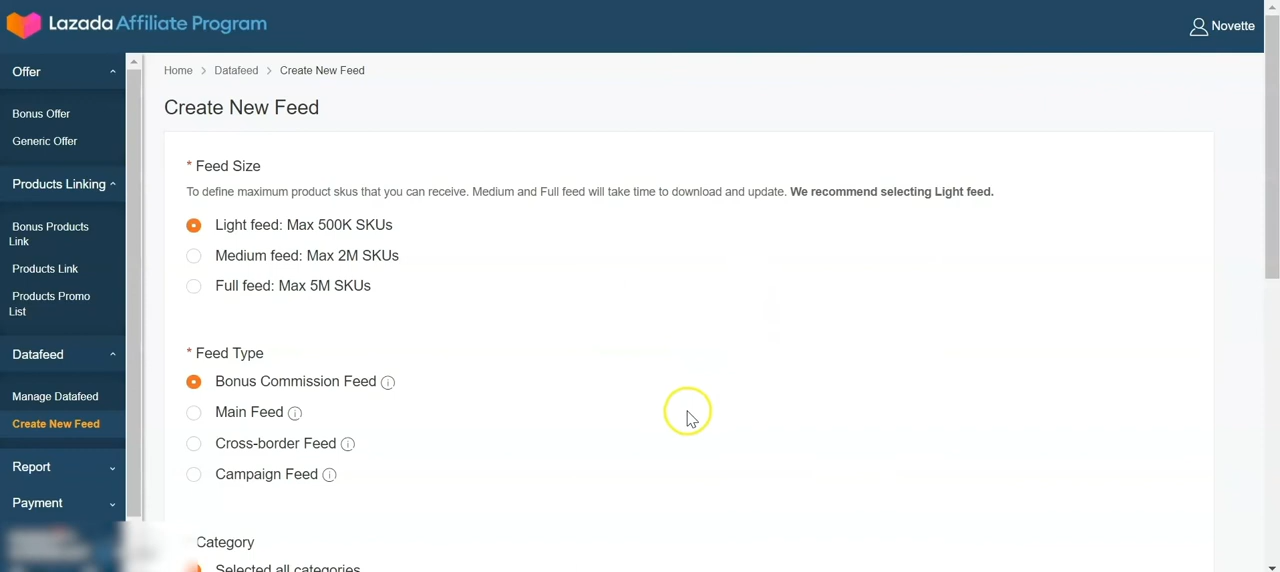 Lazada Affiliate Program
Novette
Offer
Bonus Offer
Generic Offer
Products Linking
Bonus Products
Link
Products Link
Products Promo
List
Datafeed
Manage Datafeed
Create New Feed
Report
Payment
Home > Datafeed > Create New Feed
Create New Feed
* Feed Size
To define maximum product skus that you can receive. Medium and Full feed will take time to download and update. We recommend selecting Light feed.
Light feed: Max 500K SKUs
Medium feed: Max 2M SKUs
Full feed: Max 5M SKUs
* Feed Type
Bonus Commission Feed
Main Feed
Cross-border Feed
Campaign Feed
Category
Selected all categories